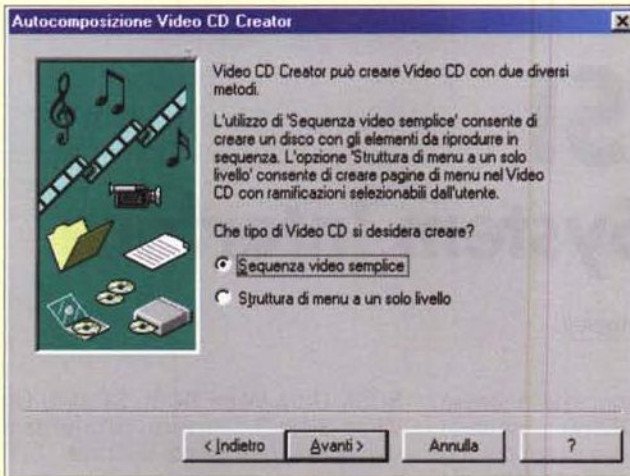 Autocomposizione Video CD Creator
Video CD Creator può creare Video CD con due diversi
metodi.
L'utilizzo di 'Sequenza video semplice' consente di
creare un disco con gli elementi da riprodurre in
sequenza. L'opzione 'Struttura di menu a un solo
livello' consente di creare pagine di menu nel Video
CD con ramificazioni selezionabili dall'utente.
Che tipo di Video CD si desidera creare?
Sequenza video semplice
Struttura di menu a un solo livello
< Indietro
Avanti >
Annulla
?